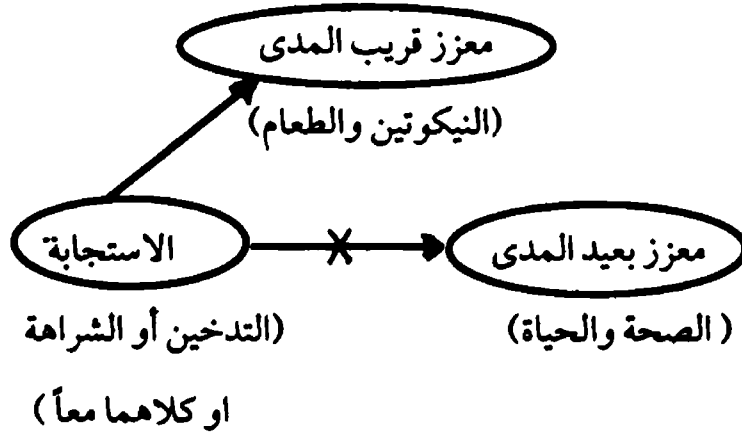 معزز قريب المدى
(النيكوتين والطعام)
الاستجابة
معزز بعيد المدى
(التدخين أو الشراهة
(الصحة والحياة)
او كلاهما معاً)